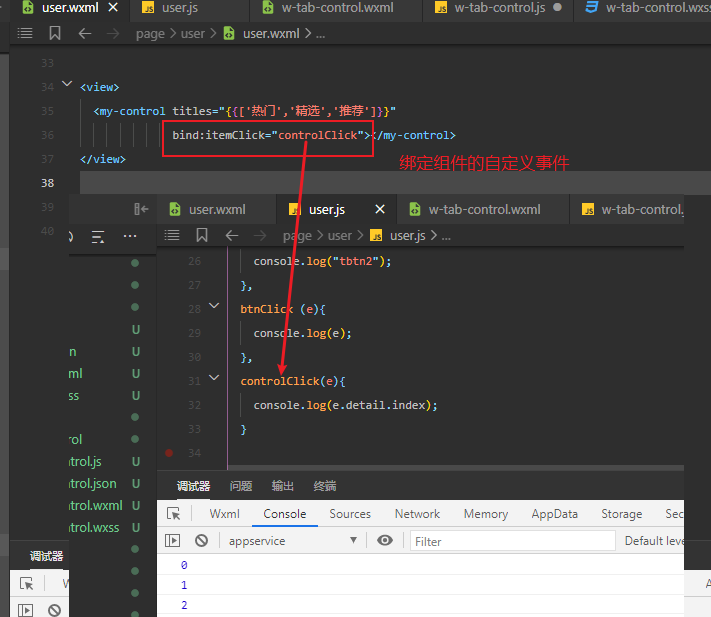 user.wxml
user.js
w-tab-control.wxml
w-tab-control.js
w-tab-control.wxss
page > user > user.wxml > ...
33
34 <view>
35 <my-control titles="{{['热门','精选','推荐']}}"
36 bind:itemClick="controlClick"></my-control>
37 </view>
绑定组件的自定义事件
38
39
40
user.wxml
user.js
w-tab-control.wxml
w-tab-control.
page > user > user.js > ...
26 console.log("tbtn2");
27 },
28 btnClick (e){
29 console.log(e);
30 },
31 controlClick(e){
32 console.log(e.detail.index);
33 }
34
U
n U
ml U
ss U
rol
ntrol.js U
ntrol.json U
ntrol.wxml U
ntrol.wxss U
调试器 问题 输出 终端
Wxml Console Sources Network Memory AppData Storage Sec
appservice Filter Default leve
0
1
2
调试器